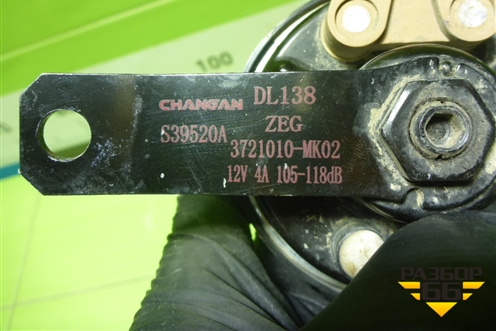 100
CHANGAN DL138
S39520A ZEG
3721010-MK02
12V 4A 105-118dB
РАЗБОР
66